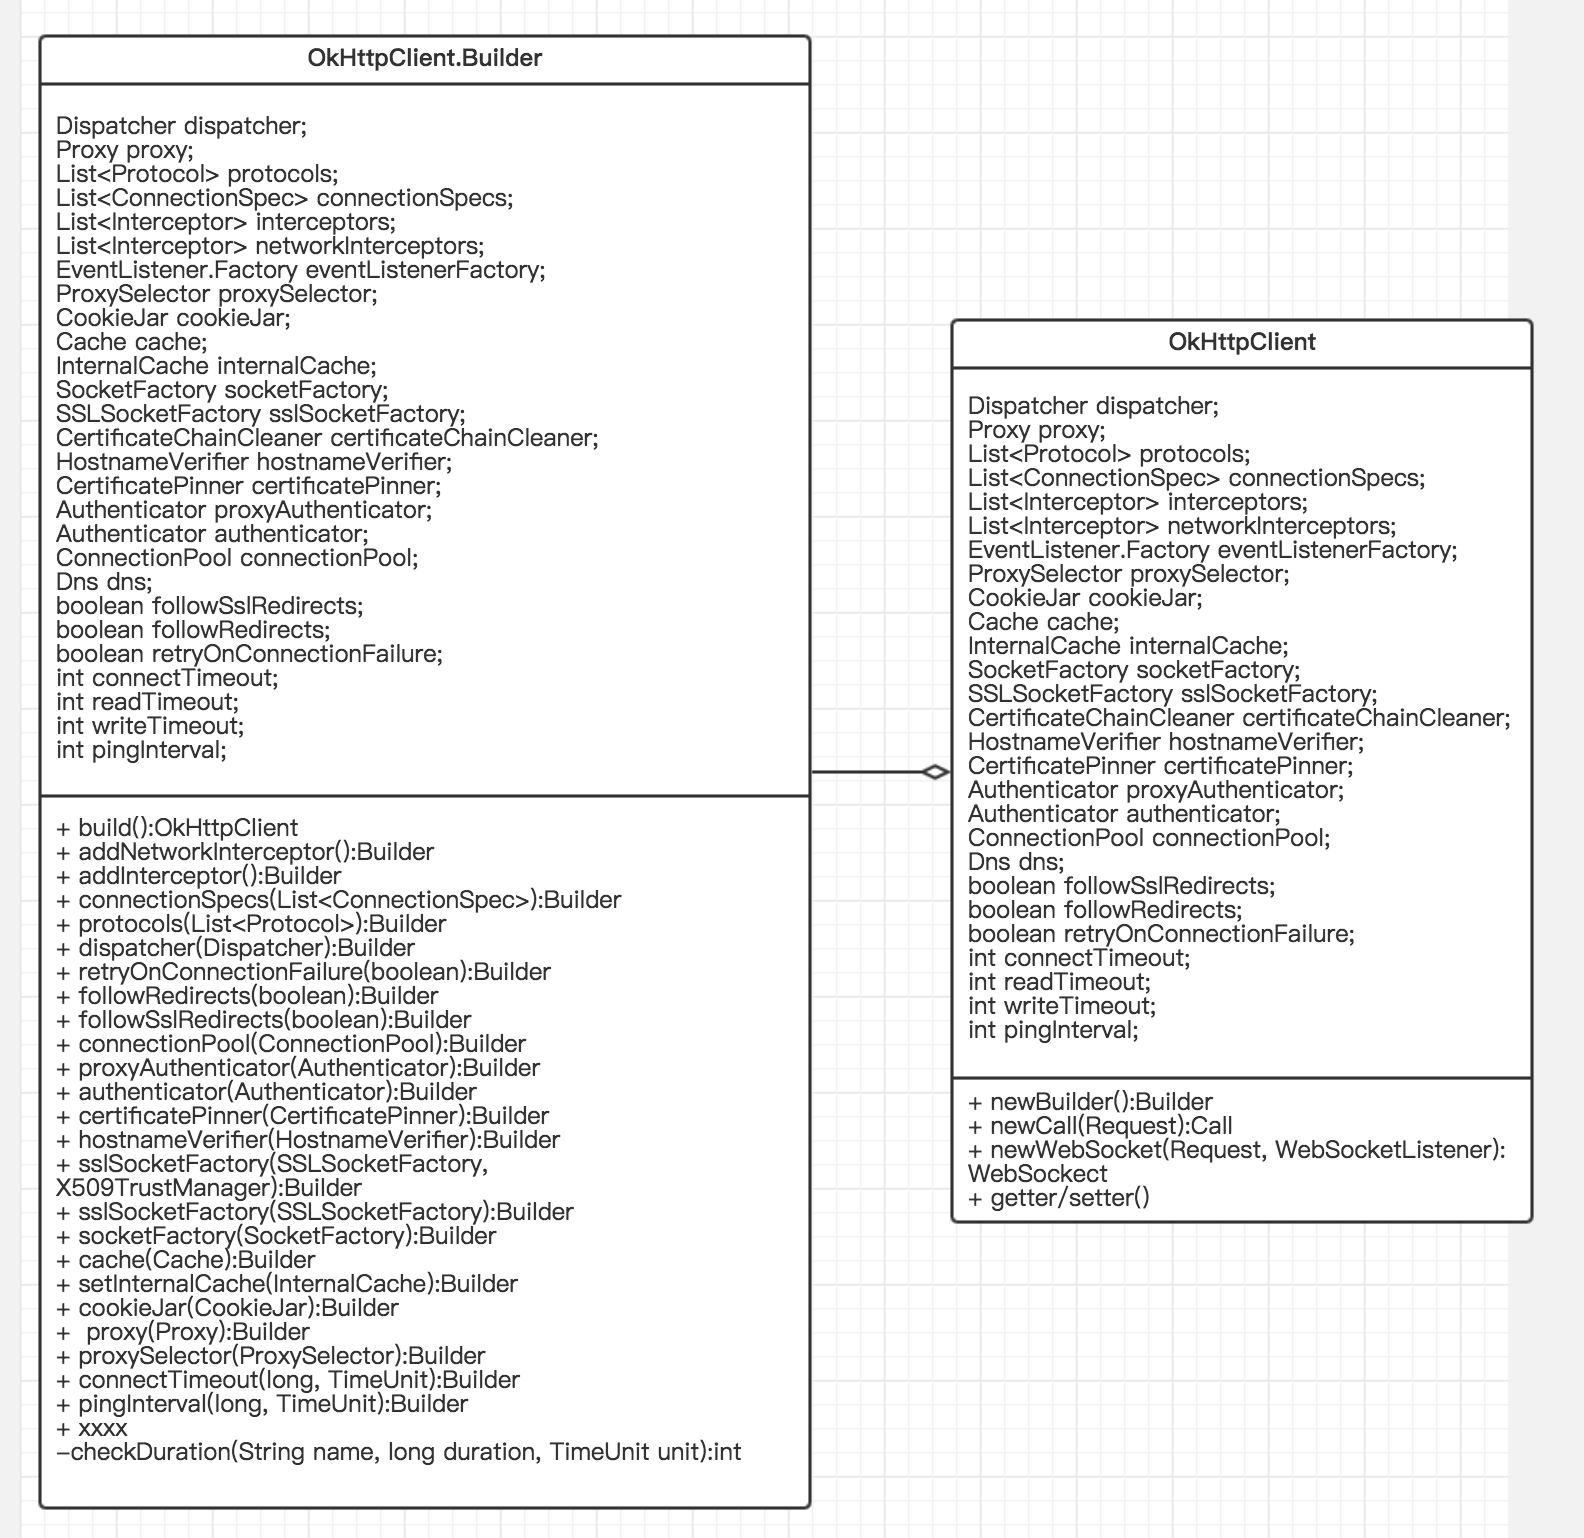 OkHttpClient.Builder
Dispatcher dispatcher;
Proxy proxy;
List<Protocol> protocols;
List<ConnectionSpec> connectionSpecs;
List<Interceptor> interceptors;
List<Interceptor> networkInterceptors;
EventListener.Factory eventListenerFactory;
ProxySelector proxySelector;
CookieJar cookieJar;
Cache cache;
InternalCache internalCache;
SocketFactory socketFactory;
SSLSocketFactory sslSocketFactory;
CertificateChainCleaner certificateChainCleaner;
HostnameVerifier hostnameVerifier;
CertificatePinner certificatePinner;
Authenticator proxyAuthenticator;
Authenticator authenticator;
ConnectionPool connectionPool;
Dns dns;
boolean followSslRedirects;
boolean followRedirects;
boolean retryOnConnectionFailure;
int connectTimeout;
int readTimeout;
int writeTimeout;
int pingInterval;
+ build():OkHttpClient
+ addNetworkInterceptor():Builder
+ addInterceptor():Builder
+ connectionSpecs(List<ConnectionSpec>):Builder
+ protocols(List<Protocol>):Builder
+ dispatcher(Dispatcher):Builder
+ retryOnConnectionFailure(boolean):Builder
+ followRedirects(boolean):Builder
+ followSslRedirects(boolean):Builder
+ connectionPool(ConnectionPool):Builder
+ proxyAuthenticator(Authenticator):Builder
+ authenticator(Authenticator):Builder
+ certificatePinner(CertificatePinner):Builder
+ hostnameVerifier(HostnameVerifier):Builder
+ sslSocketFactory(SSLSocketFactory,
X509TrustManager):Builder
+ sslSocketFactory(SSLSocketFactory):Builder
+ socketFactory(SocketFactory):Builder
+ cache(Cache):Builder
+ setInternalCache(InternalCache):Builder
+ cookieJar(CookieJar):Builder
+  proxy(Proxy):Builder
+ proxySelector(ProxySelector):Builder
+ connectTimeout(long, TimeUnit):Builder
+ pingInterval(long, TimeUnit):Builder
+ xxxx
–checkDuration(String name, long duration, TimeUnit unit):int
OkHttpClient
Dispatcher dispatcher;
Proxy proxy;
List<Protocol> protocols;
List<ConnectionSpec> connectionSpecs;
List<Interceptor> interceptors;
List<Interceptor> networkInterceptors;
EventListener.Factory eventListenerFactory;
ProxySelector proxySelector;
CookieJar cookieJar;
Cache cache;
InternalCache internalCache;
SocketFactory socketFactory;
SSLSocketFactory sslSocketFactory;
CertificateChainCleaner certificateChainCleaner;
HostnameVerifier hostnameVerifier;
CertificatePinner certificatePinner;
Authenticator proxyAuthenticator;
Authenticator authenticator;
ConnectionPool connectionPool;
Dns dns;
boolean followSslRedirects;
boolean followRedirects;
boolean retryOnConnectionFailure;
int connectTimeout;
int readTimeout;
int writeTimeout;
int pingInterval;
+ newBuilder():Builder
+ newCall(Request):Call
+ newWebSocket(Request, WebSocketListener):
WebSockect
+ getter/setter()